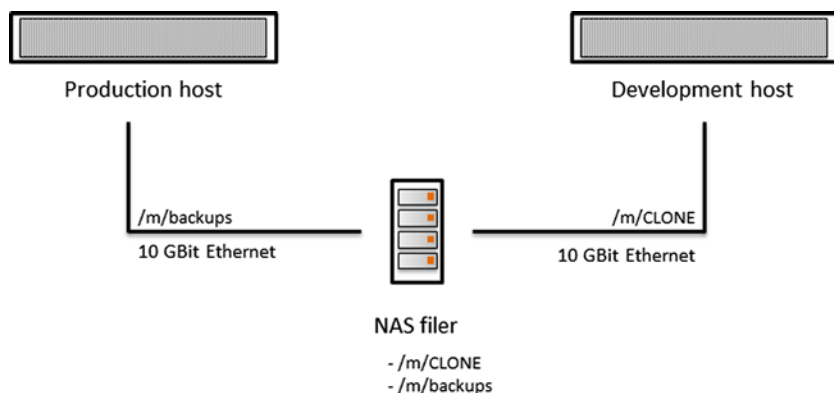 Production host
Development host
/m/backups
/m/CLONE
10 GBit Ethernet
10 GBit Ethernet
NAS filer
- /m/CLONE
- /m/backups